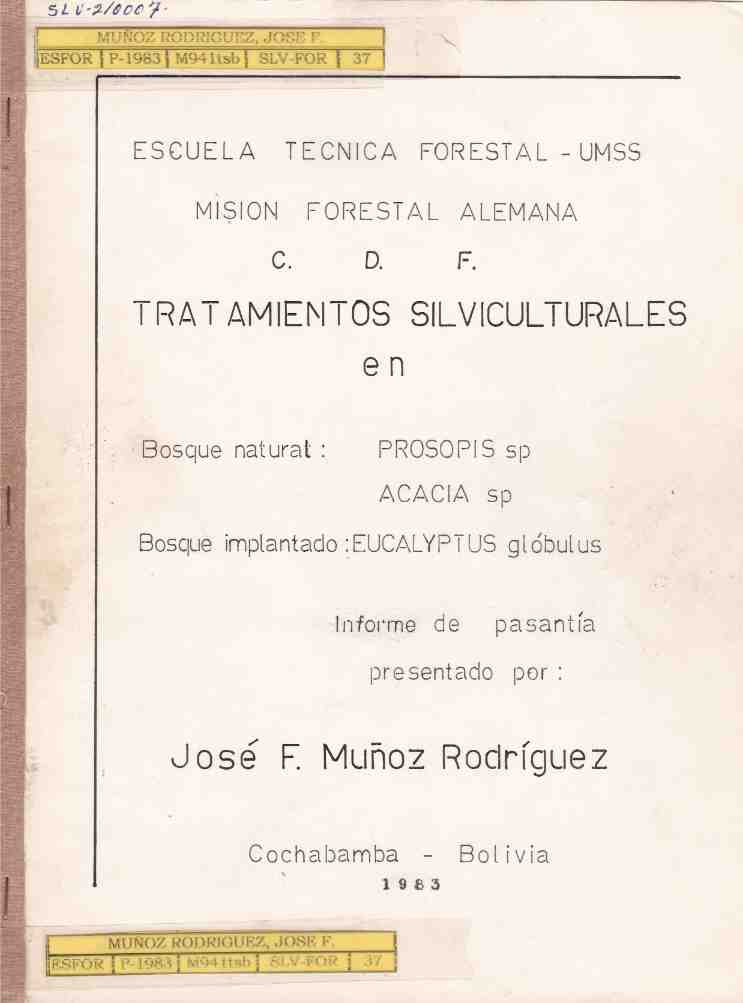 SLV-2/0007.
MUÑOZ RODRIGUEZ, JOSE F.
ESFOR P-1983 M941tsb SLV-FOR 37
ESCUELA TECNICA FORESTAL - UMSS
MISION FORESTAL ALEMANA
C. D. F.
TRATAMIENTOS SILVICULTURALES
en
Bosque natural : PROSOPIS sp
ACACIA sp
Bosque implantado : EUCALYPTUS glóbulus
Informe de pasantía
presentado por :
José F. Muñoz Rodríguez
Cochabamba - Bolivia
1983
MUÑOZ RODRIGUEZ, JOSE F.
ESFOR P-1983 M941tsb SLV-FOR 37